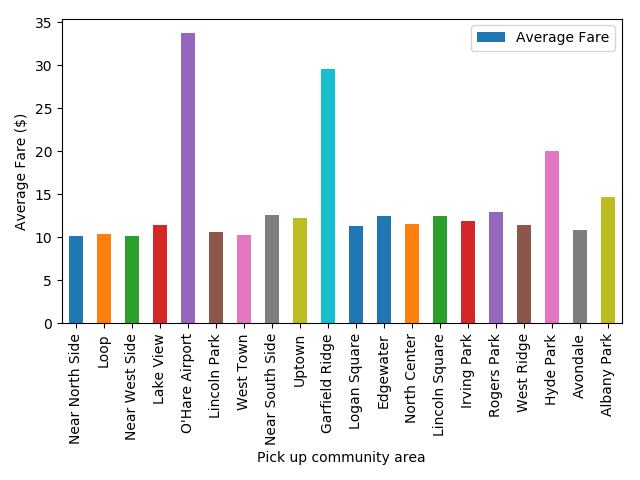 35
30
25
20
15
10
5
0
Average Fare ($)
Average Fare
Near North Side
Loop
Near West Side
Lake View
O'Hare Airport
Lincoln Park
West Town
Near South Side
Uptown
Garfield Ridge
Logan Square
Edgewater
North Center
Lincoln Square
Irving Park
Rogers Park
West Ridge
Hyde Park
Avondale
Albany Park
Pick up community area